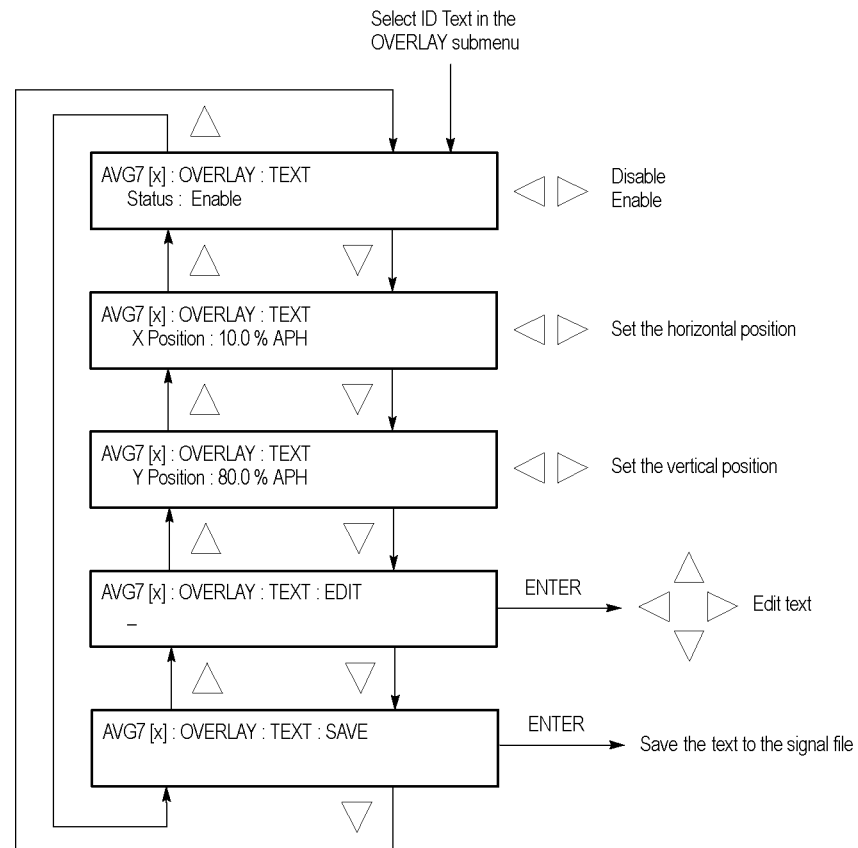 Select ID Text in the
OVERLAY submenu
AVG7 [x] : OVERLAY : TEXT
Status : Enable
Disable
Enable
AVG7 [x] : OVERLAY : TEXT
X Position : 10.0 % APH
Set the horizontal position
AVG7 [x] : OVERLAY : TEXT
Y Position : 80.0 % APH
Set the vertical position
AVG7 [x] : OVERLAY : TEXT : EDIT
_
ENTER
Edit text
AVG7 [x] : OVERLAY : TEXT : SAVE
ENTER
Save the text to the signal file